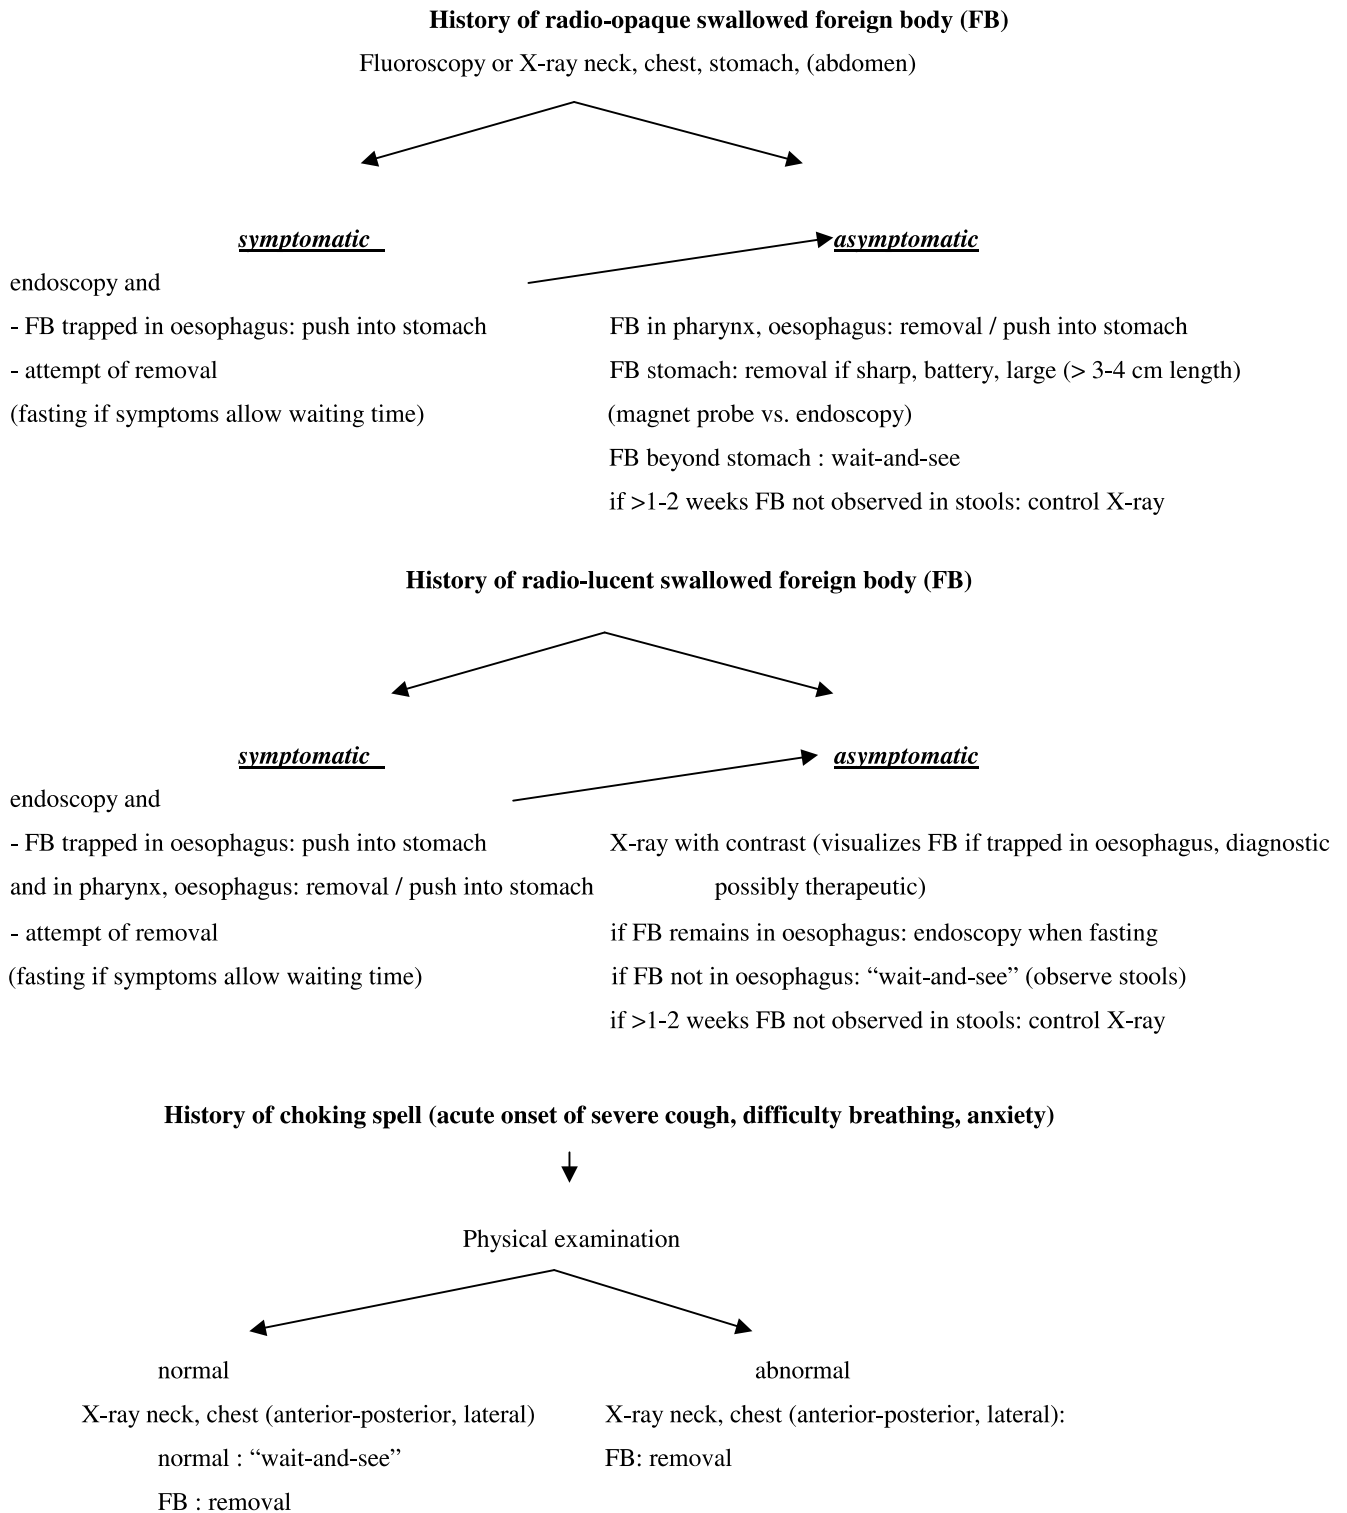 History of radio-opaque swallowed foreign body (FB)
Fluoroscopy or X-ray neck, chest, stomach, (abdomen)
symptomatic
asymptomatic
endoscopy and
- FB trapped in oesophagus: push into stomach
- attempt of removal
(fasting if symptoms allow waiting time)
FB in pharynx, oesophagus: removal / push into stomach
FB stomach: removal if sharp, battery, large (> 3-4 cm length)
(magnet probe vs. endoscopy)
FB beyond stomach : wait-and-see
if >1-2 weeks FB not observed in stools: control X-ray
History of radio-lucent swallowed foreign body (FB)
symptomatic
asymptomatic
endoscopy and
- FB trapped in oesophagus: push into stomach
and in pharynx, oesophagus: removal / push into stomach
- attempt of removal
(fasting if symptoms allow waiting time)
X-ray with contrast (visualizes FB if trapped in oesophagus, diagnostic
possibly therapeutic)
if FB remains in oesophagus: endoscopy when fasting
if FB not in oesophagus: “wait-and-see” (observe stools)
if >1-2 weeks FB not observed in stools: control X-ray
History of choking spell (acute onset of severe cough, difficulty breathing, anxiety)
Physical examination
normal
X-ray neck, chest (anterior-posterior, lateral)
normal : “wait-and-see”
FB : removal
abnormal
X-ray neck, chest (anterior-posterior, lateral):
FB: removal